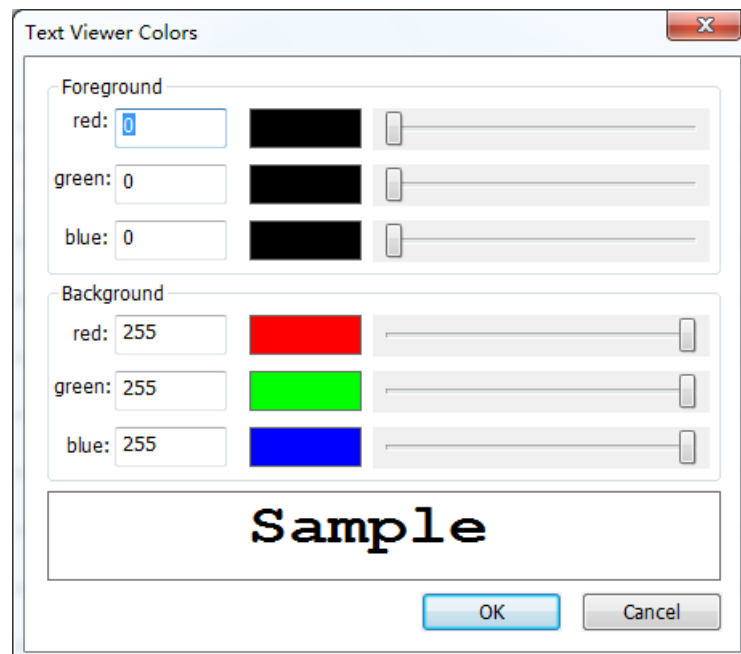 Text Viewer Colors
Foreground
red: 0
green: 0
blue: 0
Background
red: 255
green: 255
blue: 255
Sample
OK Cancel